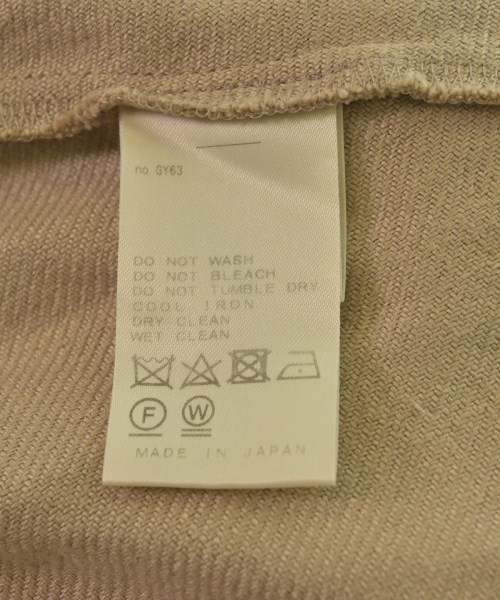 no. GY63
DO NOT WASH
DO NOT BLEACH
DO NOT TUMBLE DRY
COOL IRON
DRY CLEAN
WET CLEAN
F W
MADE IN JAPAN